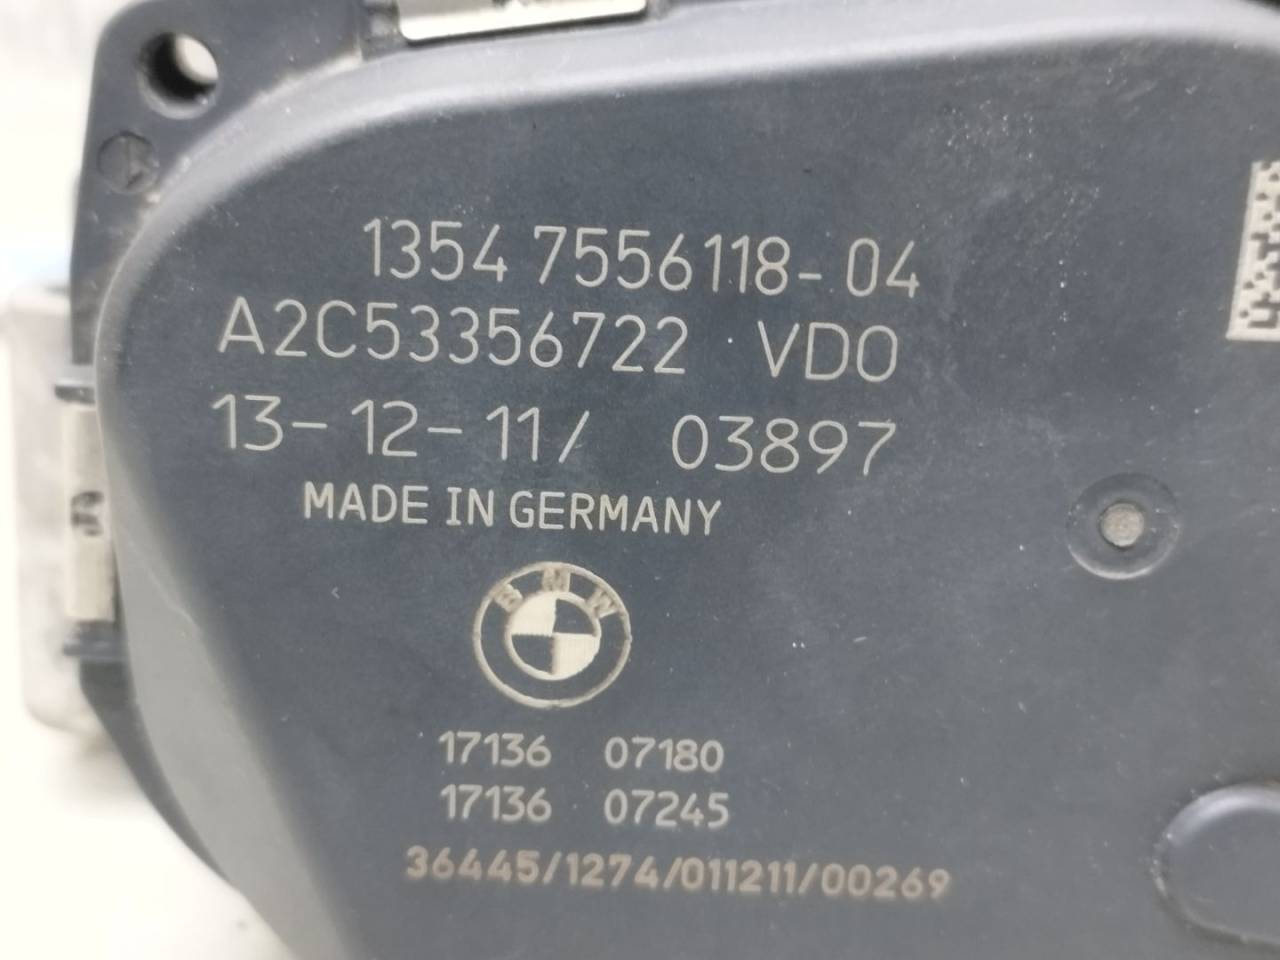 1354 7556118-04
A2C53356722 VDO
13-12-11/ 03897
MADE IN GERMANY
BMW
17136 07180
17136 07245
36445/1274/011211/00269